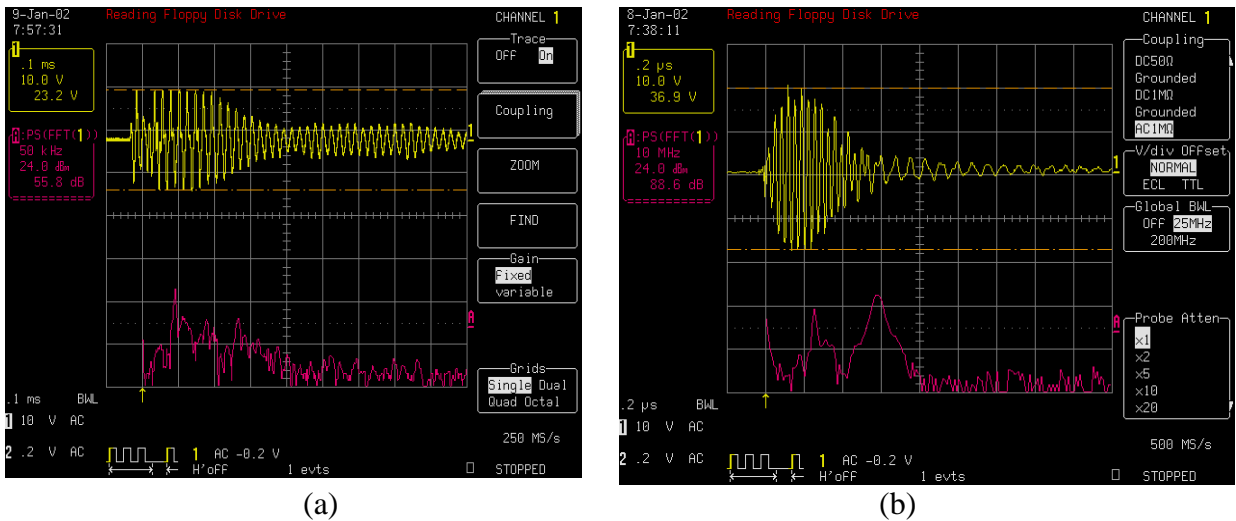 9-Jan-02
7:57:31
Reading Floppy Disk Drive
CHANNEL 1
1
.1 ms
10.0 V
23.2 V
A:PS(FFT(1))
50 kHz
24.0 dBm
55.8 dB
Trace
OFF On
Coupling
ZOOM
FIND
Gain
Fixed
variable
Grids
Single Dual
Quad Octal
1
A
.1 ms BWL
1 10 V AC
2 .2 V AC
1 AC -0.2 V
H'oFF 1 evts
250 MS/s
STOPPED
(a)
8-Jan-02
7:38:11
Reading Floppy Disk Drive
CHANNEL 1
1
.2 µs
10.0 V
36.9 V
A:PS(FFT(1))
10 MHz
24.0 dBm
88.6 dB
Coupling
DC50Ω
Grounded
DC1MΩ
Grounded
AC1MΩ
V/div OFFset
NORMAL
ECL TTL
Global BWL
OFF 25MHz
200MHz
Probe Atten
x1
x2
x5
x10
x20
1
A
.2 µs BWL
1 10 V AC
2 .2 V AC
1 AC -0.2 V
H'oFF 1 evts
500 MS/s
STOPPED
(b)